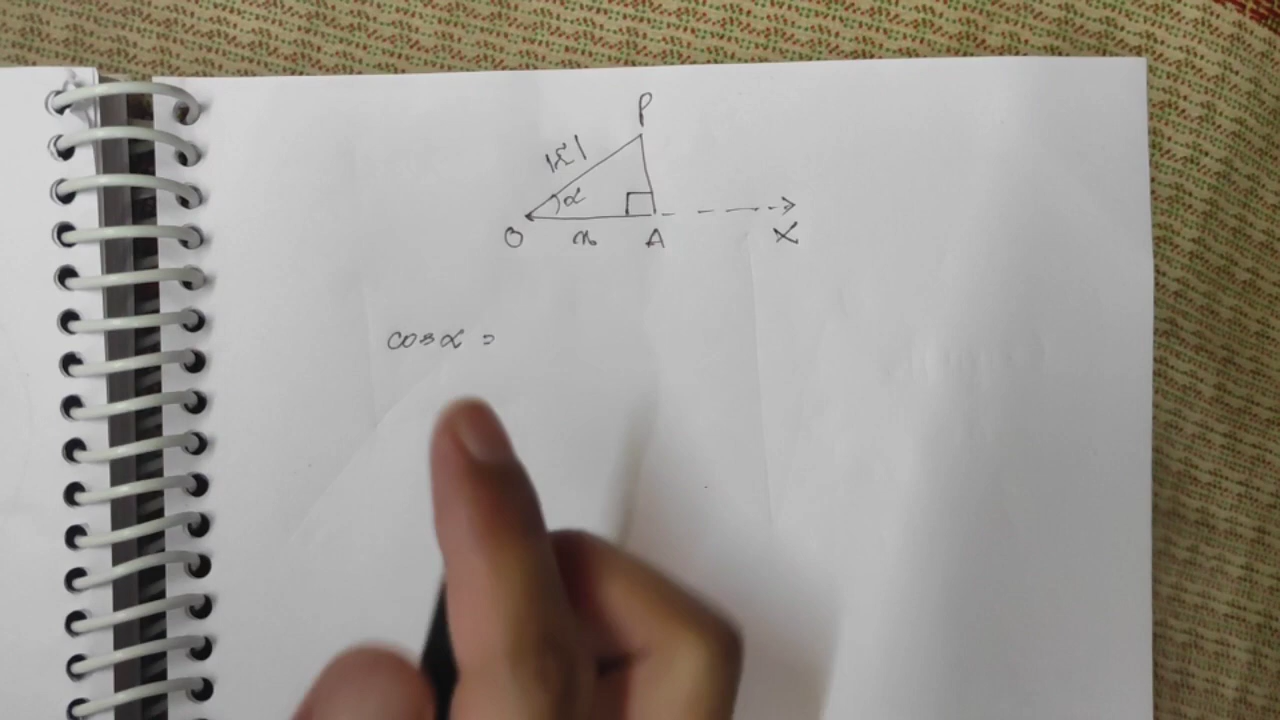 P
|r⃗|
α
O x A X
cos α =